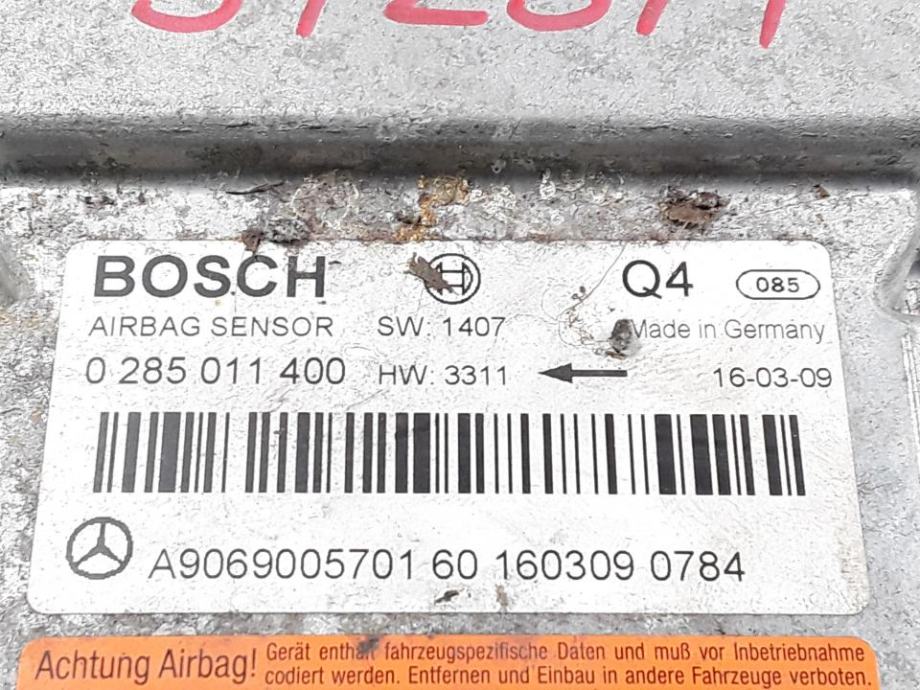 BOSCH Q4 085
AIRBAG SENSOR SW: 1407 Made in Germany
0 285 011 400 HW: 3311 16-03-09
A9069005701 60 160309 0784
Achtung Airbag! Gerät enthält fahrzeugspezifische Daten und muß vor Inbetriebnahme
codiert werden. Entfernen und Einbau in andere Fahrzeuge verboten.